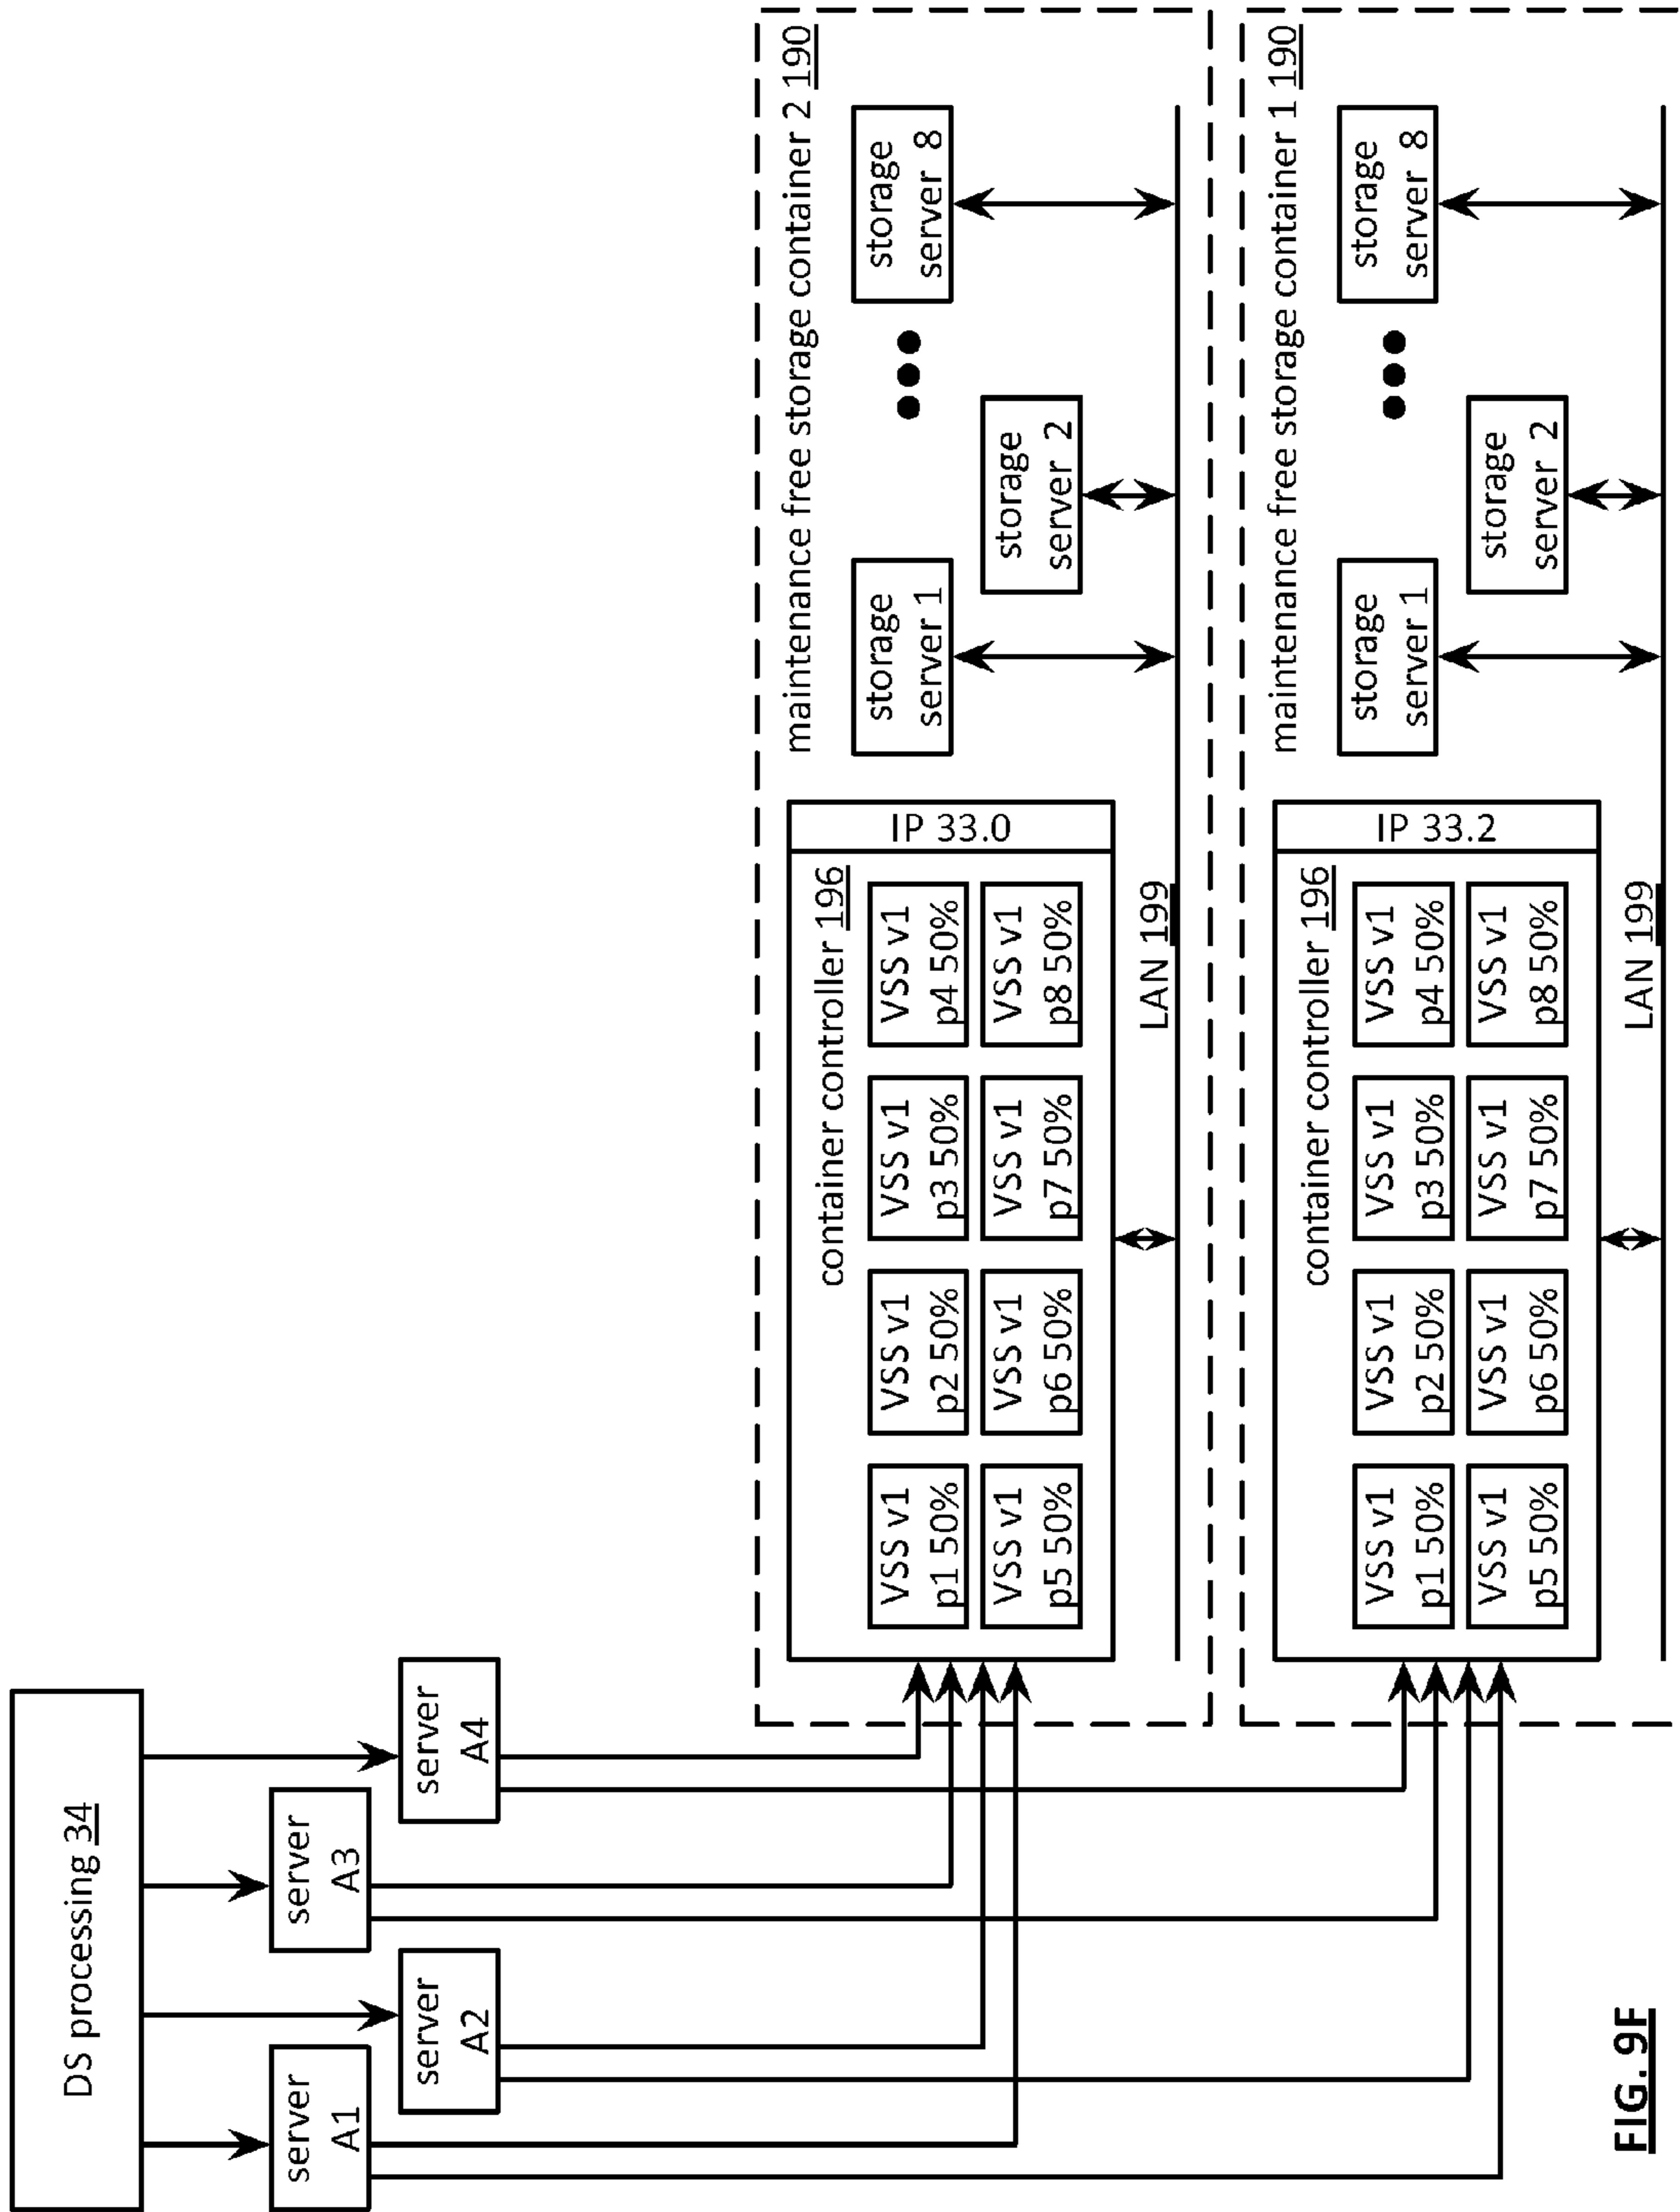 DS processing 34
server
A1
server
A2
server
A3
server
A4
maintenance free storage container 2 190
container controller 196
IP 33.0
VSS v1
p1 50%
VSS v1
p2 50%
VSS v1
p3 50%
VSS v1
p4 50%
VSS v1
p5 50%
VSS v1
p6 50%
VSS v1
p7 50%
VSS v1
p8 50%
storage
server 1
storage
server 2
storage
server 8
LAN 199
maintenance free storage container 1 190
container controller 196
IP 33.2
VSS v1
p1 50%
VSS v1
p2 50%
VSS v1
p3 50%
VSS v1
p4 50%
VSS v1
p5 50%
VSS v1
p6 50%
VSS v1
p7 50%
VSS v1
p8 50%
storage
server 1
storage
server 2
storage
server 8
LAN 199
FIG. 9F